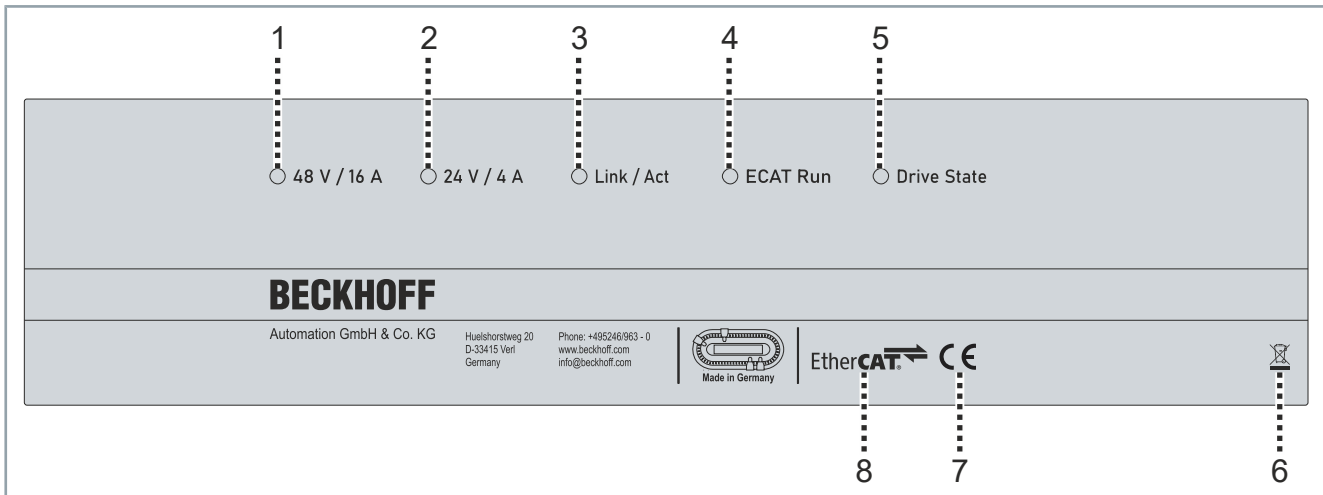 1 2 3 4 5
48 V / 16 A 24 V / 4 A Link / Act ECAT Run Drive State
BECKHOFF
Automation GmbH & Co. KG
Huelshorstweg 20
D-33415 Verl
Germany
Phone: +495246/963 - 0
www.beckhoff.com
info@beckhoff.com
Made in Germany
EtherCAT®
CE
8 7 6